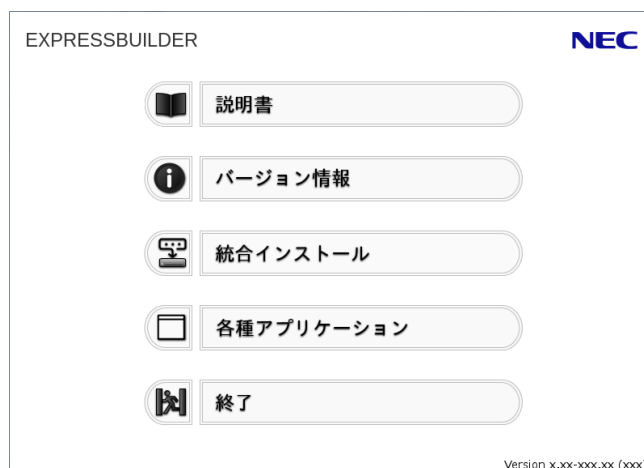 EXPRESSBUILDER
NEC
説明書
バージョン情報
統合インストール
各種アプリケーション
終了
Version x.xx-xxx.xx (xxx)